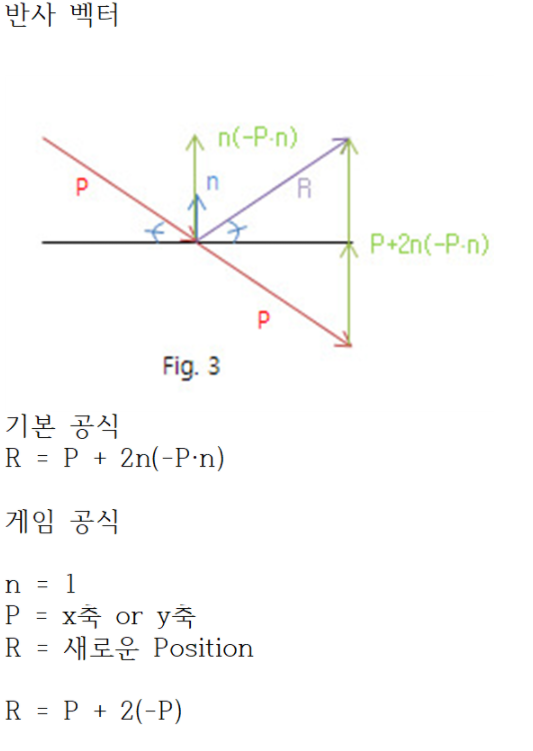 반사 벡터
n(-P·n)
P
n
R
P+2n(-P·n)
P
Fig. 3
기본 공식
R = P + 2n(-P·n)
게임 공식
n = 1
P = x축 or y축
R = 새로운 Position
R = P + 2(-P)